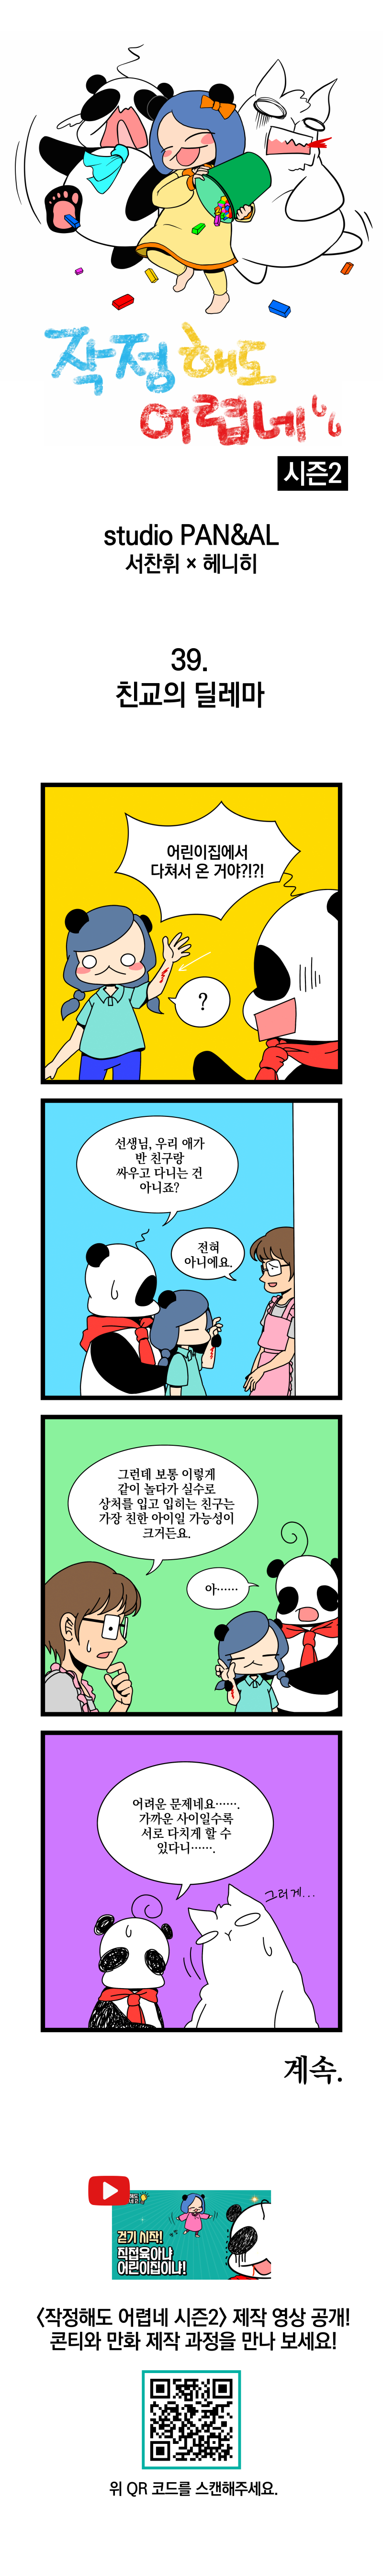 작정해도
어렵네
시즌2
studio PAN&AL
서찬휘 × 헤니히
39.
친교의 딜레마
어린이집에서
다쳐서 온 거야?!?!
?
선생님, 우리 애가
반 친구랑
싸우고 다니는 건
아니죠?
전혀
아니에요.
그런데 보통 이렇게
같이 놀다가 실수로
상처를 입고 입히는 친구는
가장 친한 아이일 가능성이
크거든요.
아……
어려운 문제네요…….
가까운 사이일수록
서로 다치게 할 수
있다니…….
그러게...
계속.
걷기 시작!
직접육아냐
어린이집이냐!
<작정해도 어렵네 시즌2> 제작 영상 공개!
콘티와 만화 제작 과정을 만나 보세요!
위 QR 코드를 스캔해주세요.